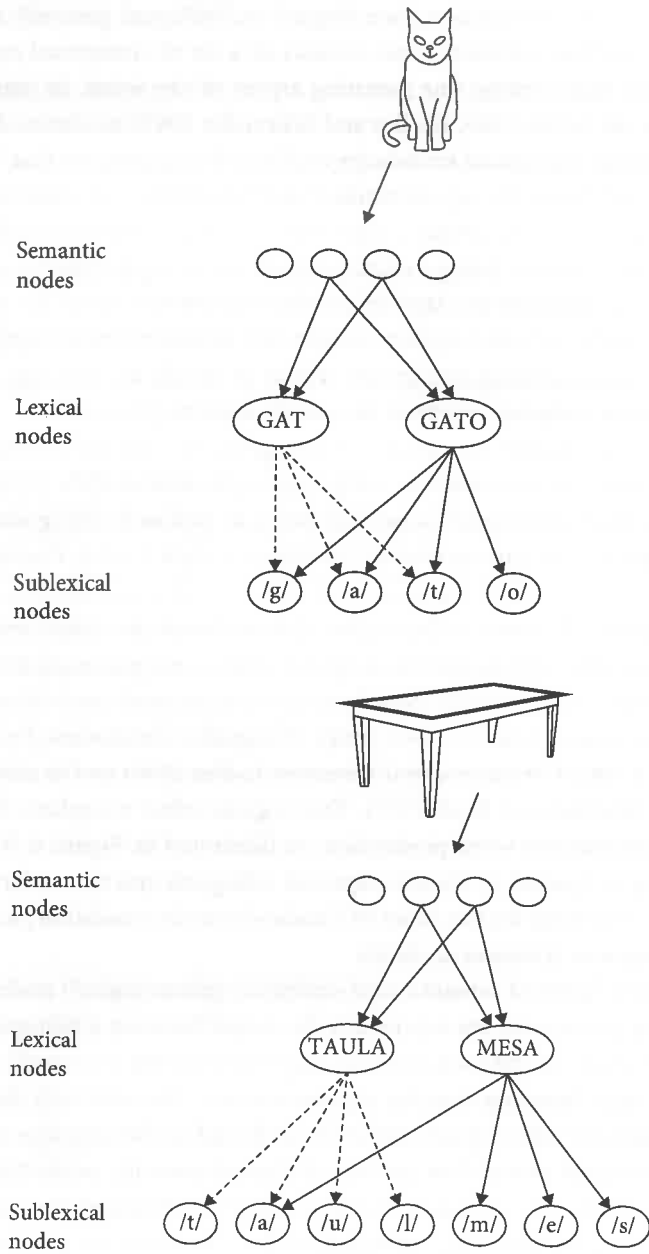 Semantic
nodes
Lexical
nodes
GAT GATO
Sublexical
nodes
/g/ /a/ /t/ /o/
Semantic
nodes
Lexical
nodes
TAULA MESA
Sublexical
nodes
/t/ /a/ /u/ /l/ /m/ /e/ /s/